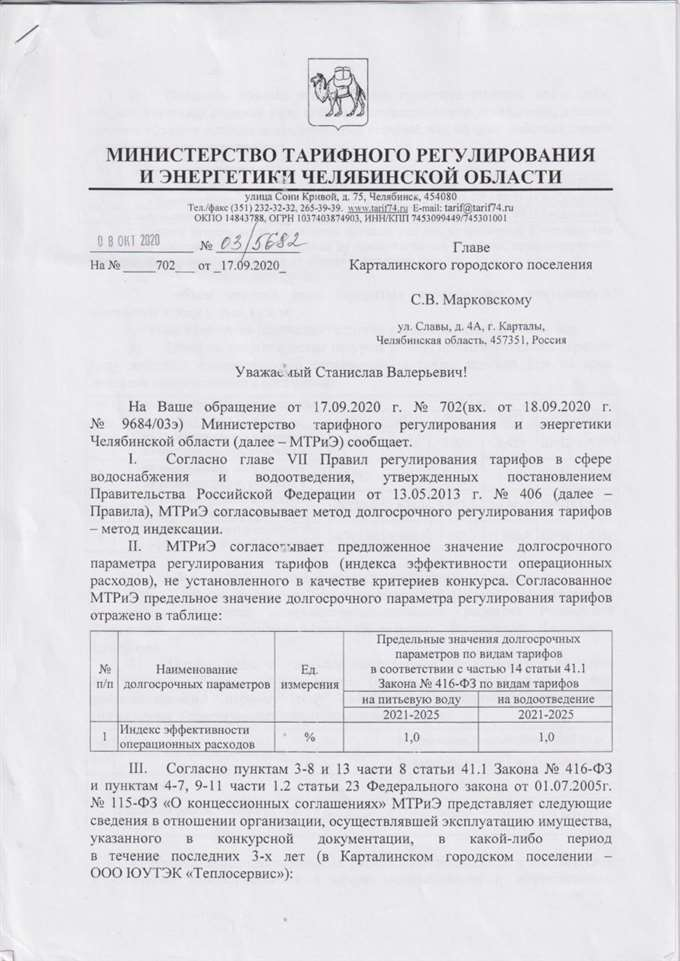 МИНИСТЕРСТВО ТАРИФНОГО РЕГУЛИРОВАНИЯ
И ЭНЕРГЕТИКИ ЧЕЛЯБИНСКОЙ ОБЛАСТИ
улица Сони Кривой, д. 75, Челябинск, 454080
Тел./факс (351) 232-32-32, 265-39-39. www.tarif74.ru E-mail: tarif@tarif74.ru
ОКПО 14843788, ОГРН 1037403874903, ИНН/КПП 7453099449/745301001
08 ОКТ 2020 № 03/5682
На № 702 от 17.09.2020
Главе
Карталинского городского поселения
С.В. Марковскому
ул. Славы, д. 4А, г. Карталы,
Челябинская область, 457351, Россия
Уважаемый Станислав Валерьевич!
На Ваше обращение от 17.09.2020 г. № 702(вх. от 18.09.2020 г.
№ 9684/03э) Министерство тарифного регулирования и энергетики
Челябинской области (далее – МТРиЭ) сообщает.
I. Согласно главе VII Правил регулирования тарифов в сфере
водоснабжения и водоотведения, утвержденных постановлением
Правительства Российской Федерации от 13.05.2013 г. № 406 (далее –
Правила), МТРиЭ согласовывает метод долгосрочного регулирования тарифов
– метод индексации.
II. МТРиЭ согласовывает предложенное значение долгосрочного
параметра регулирования тарифов (индекса эффективности операционных
расходов), не установленного в качестве критериев конкурса. Согласованное
МТРиЭ предельное значение долгосрочного параметра регулирования тарифов
отражено в таблице:
№ п/п
Наименование
долгосрочных параметров
Ед.
измерения
Предельные значения долгосрочных
параметров по видам тарифов
в соответствии с частью 14 статьи 41.1
Закона № 416-ФЗ по видам тарифов
на питьевую воду на водоотведение
2021-2025 2021-2025
1 Индекс эффективности
операционных расходов % 1,0 1,0
III. Согласно пунктам 3-8 и 13 части 8 статьи 41.1 Закона № 416-ФЗ
и пунктам 4-7, 9-11 части 1.2 статьи 23 Федерального закона от 01.07.2005г.
№ 115-ФЗ «О концессионных соглашениях» МТРиЭ представляет следующие
сведения в отношении организации, осуществлявшей эксплуатацию имущества,
указанного в конкурсной документации, в какой-либо период
в течение последних 3-х лет (в Карталинском городском поселении –
ООО ЮУТЭК «Теплосервис»):